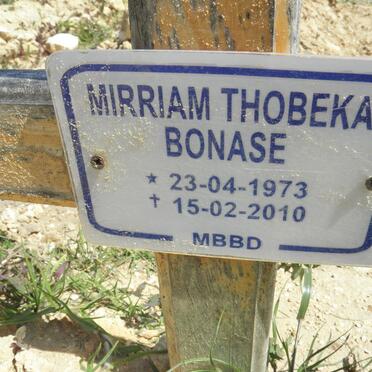 MIRRIAM THOBEKA
BONASE
* 23-04-1973
† 15-02-2010
MBBD